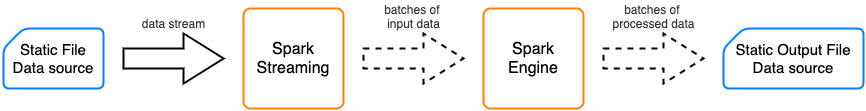 Static File
Data source
data stream
Spark
Streaming
batches of
input data
Spark
Engine
batches of
processed data
Static Output File
Data source